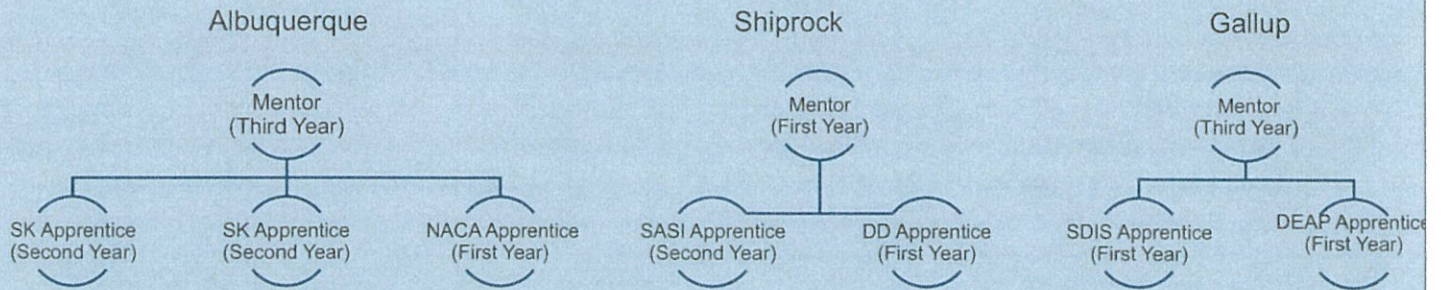 Albuquerque
Mentor
(Third Year)
SK Apprentice
(Second Year)
SK Apprentice
(Second Year)
NACA Apprentice
(First Year)
Shiprock
Mentor
(First Year)
SASI Apprentice
(Second Year)
DD Apprentice
(First Year)
Gallup
Mentor
(Third Year)
SDIS Apprentice
(First Year)
DEAP Apprentice
(First Year)